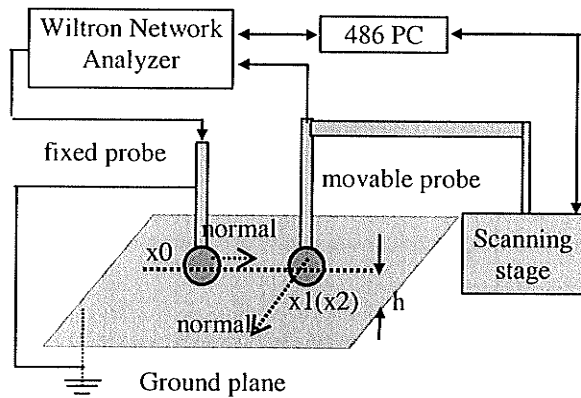 Wiltron Network
Analyzer
486 PC
fixed probe
movable probe
normal
x0
Scanning
stage
x1(x2)
normal
h
Ground plane